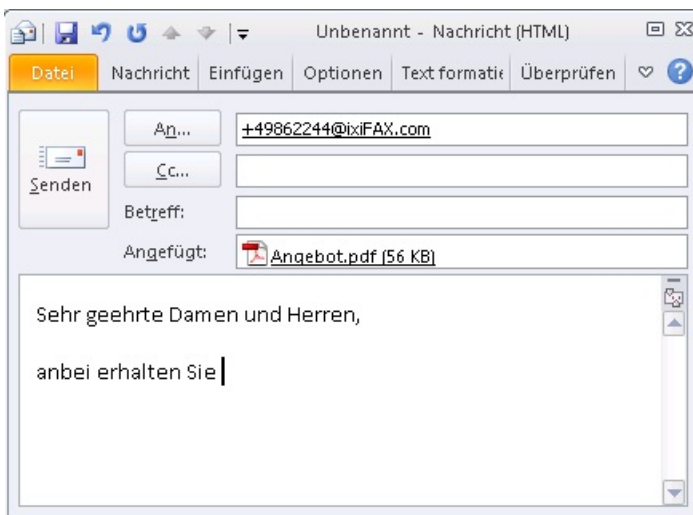 Unbenannt - Nachricht (HTML)
Datei Nachricht Einfügen Optionen Text formatie Überprüfen
An... +49862244@ixiFAX.com
Senden
Cc...
Betreff:
Angefügt: Angebot.pdf (56 KB)
Sehr geehrte Damen und Herren,
anbei erhalten Sie